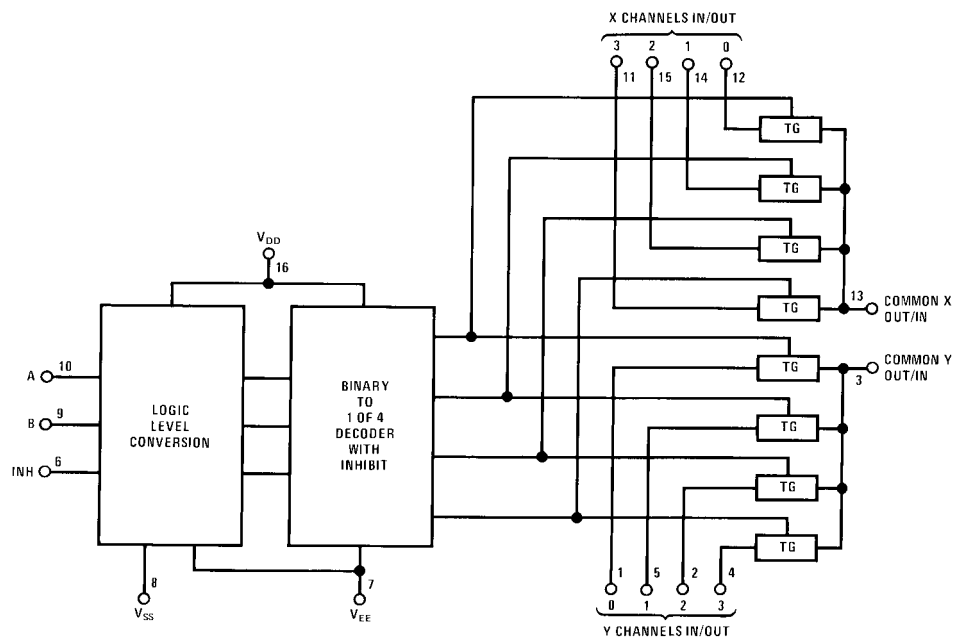 X CHANNELS IN/OUT
3 2 1 0
11 15 14 12
TG
TG
TG
TG
13 COMMON X
OUT/IN
V_DD
16
A 10
B 9
INH 6
LOGIC
LEVEL
CONVERSION
BINARY
TO
1 OF 4
DECODER
WITH
INHIBIT
TG
TG
TG
TG
3 COMMON Y
OUT/IN
8
V_SS
7
V_EE
1 5 2 4
0 1 2 3
Y CHANNELS IN/OUT